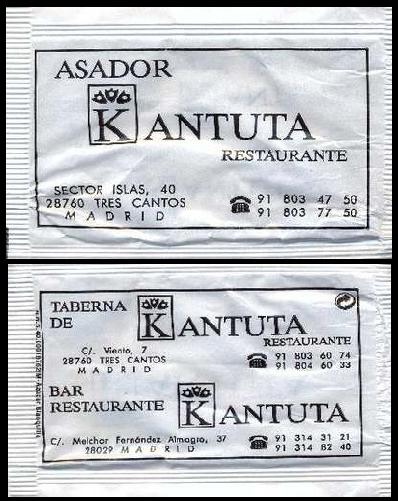 ASADOR
KANTUTA
RESTAURANTE
SECTOR ISLAS, 40
28760 TRES CANTOS
MADRID
91 803 47 50
91 803 77 50
TABERNA
DE
KANTUTA
RESTAURANTE
C/. Viento, 7
28760 TRES CANTOS
MADRID
91 803 60 74
91 804 60 33
BAR
RESTAURANTE
KANTUTA
C/. Melchor Fernández Almagro, 37
28029 MADRID
91 314 31 21
91 314 82 40
Azúcar Blanquilla